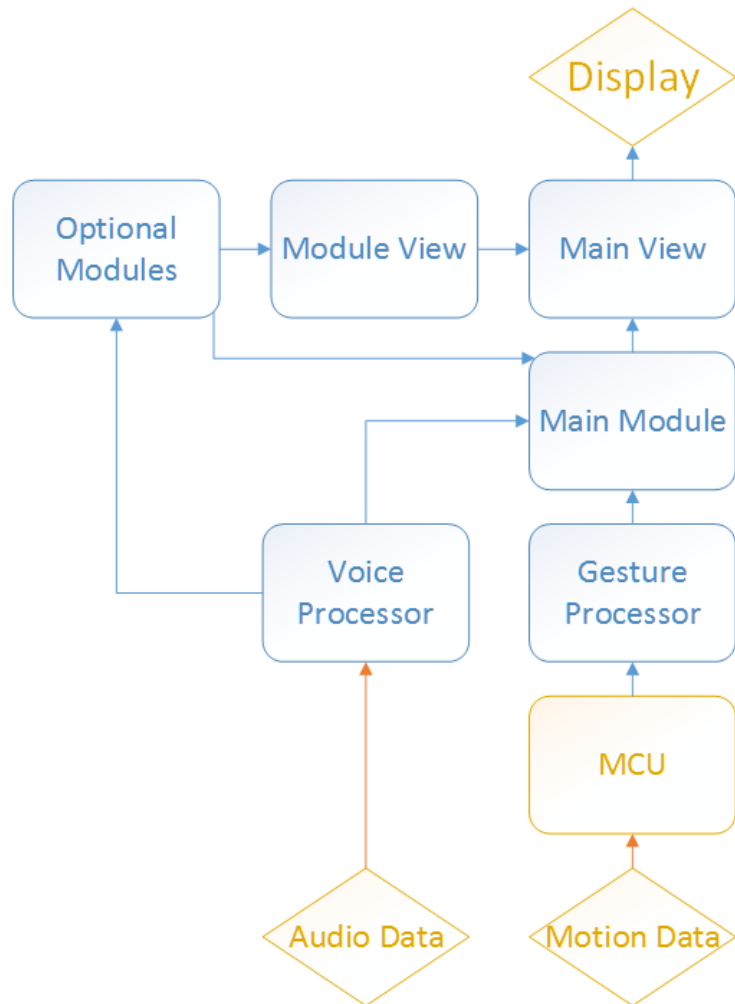 Display
Optional
Modules
Module View
Main View
Main Module
Voice
Processor
Gesture
Processor
MCU
Audio Data
Motion Data